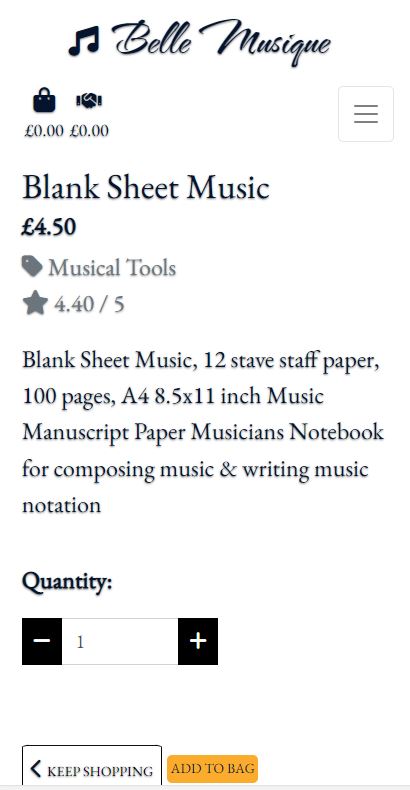 Belle Musique
£0.00 £0.00
Blank Sheet Music
£4.50
Musical Tools
4.40 / 5
Blank Sheet Music, 12 stave staff paper,
100 pages, A4 8.5x11 inch Music
Manuscript Paper Musicians Notebook
for composing music & writing music
notation
Quantity:
1
KEEP SHOPPING ADD TO BAG